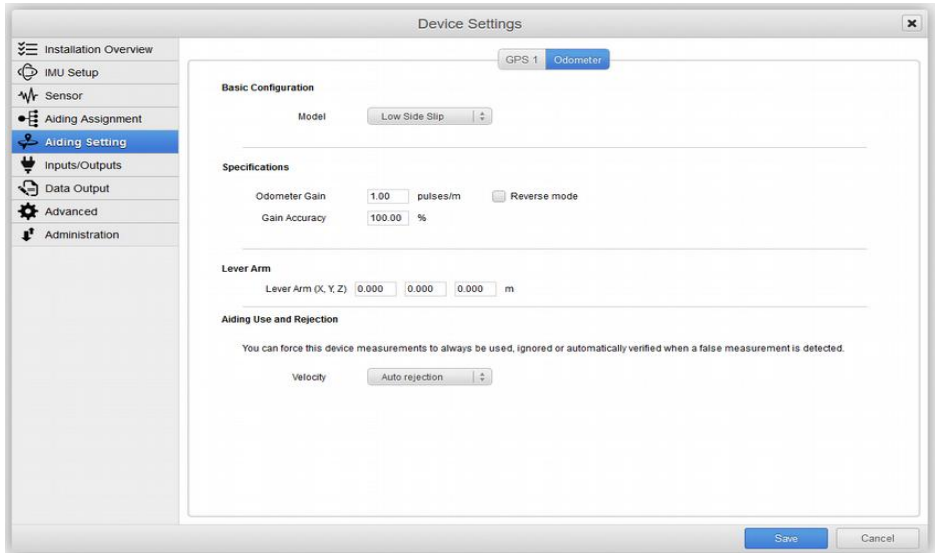 Device Settings
Installation Overview
IMU Setup
Sensor
Aiding Assignment
Aiding Setting
Inputs/Outputs
Data Output
Advanced
Administration
GPS 1 Odometer
Basic Configuration
Model Low Side Slip
Specifications
Odometer Gain 1.00 pulses/m Reverse mode
Gain Accuracy 100.00 %
Lever Arm
Lever Arm (X, Y, Z) 0.000 0.000 0.000 m
Aiding Use and Rejection
You can force this device measurements to always be used, ignored or automatically verified when a false measurement is detected.
Velocity Auto rejection
Save Cancel